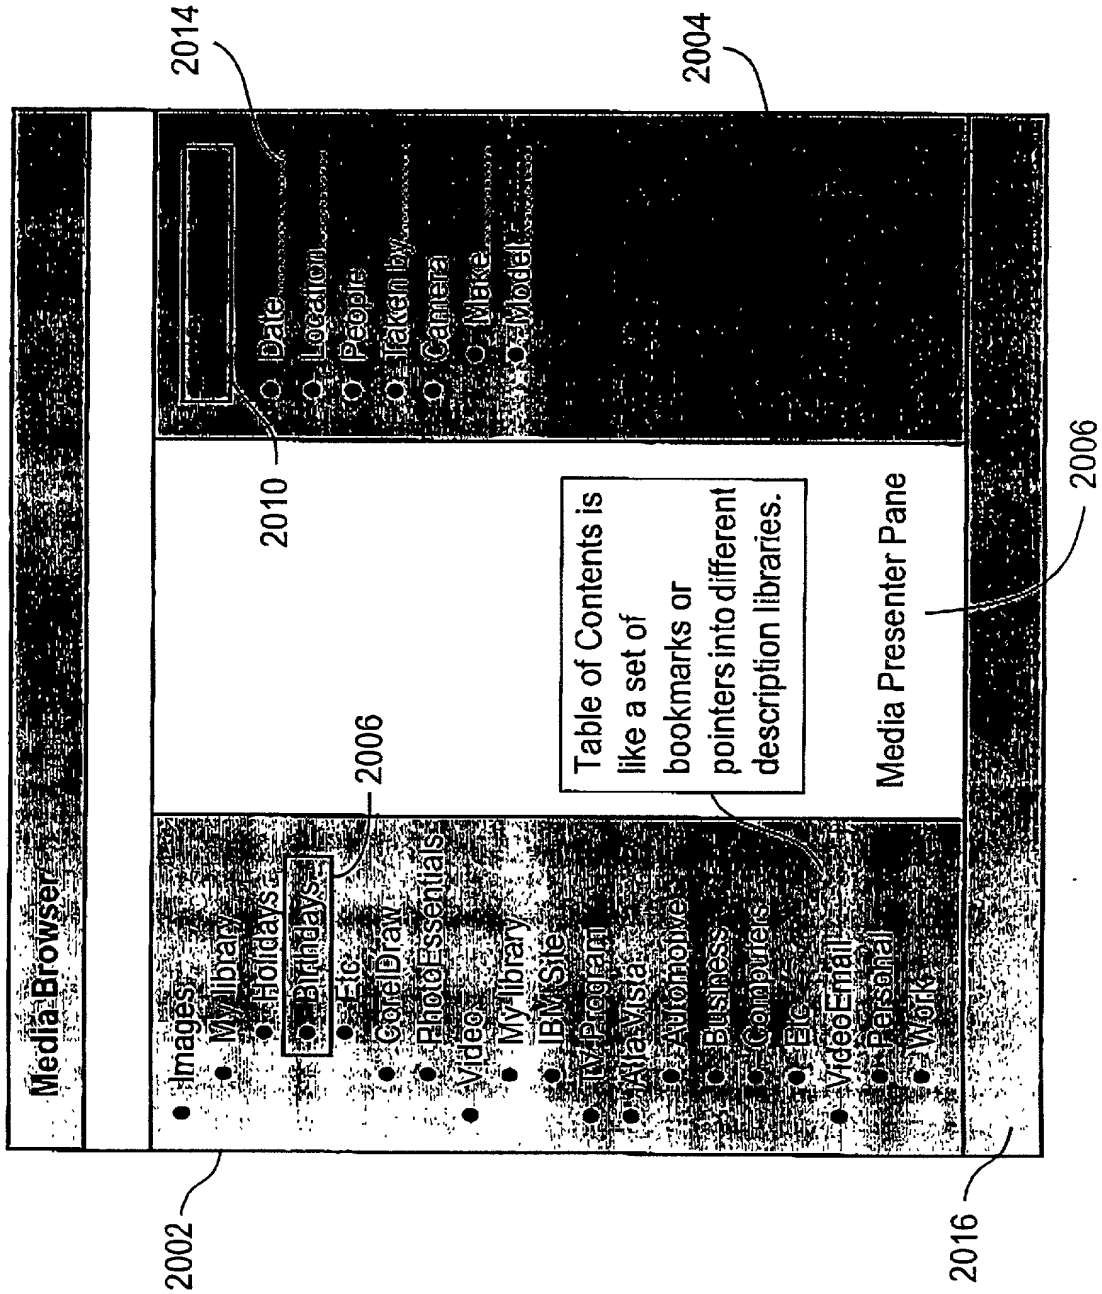 Media Browser
2002
Images
My library
Holidays
Birthdays
Etc.
CorelDraw
PhotoEssentials
Video
My library
IBM Site
TV Program
Alta Vista
Automotive
Business
Computers
Etc
VideoEmail
Personal
Work
2006
Table of Contents is
like a set of
bookmarks or
pointers into different
description libraries.
Media Presenter Pane
2006
2010
2014
Date
Location
People
Taken by
Camera
Make
Model
2004
2016